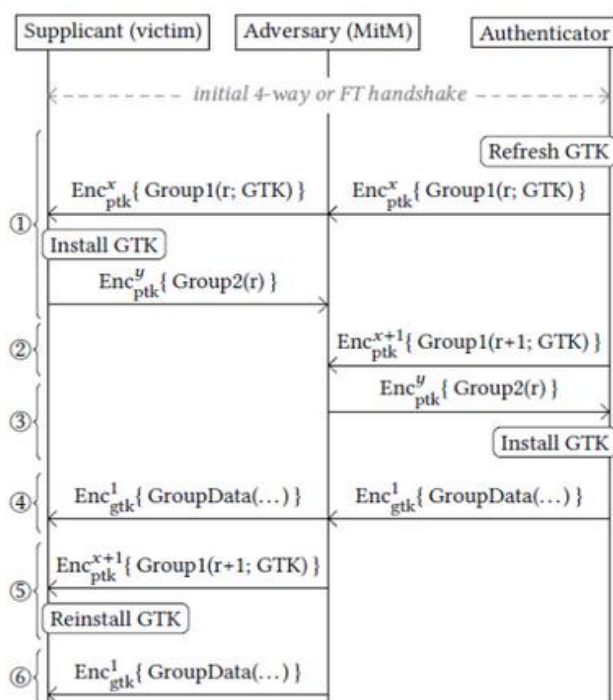 Supplicant (victim) Adversary (MitM) Authenticator
initial 4-way or FT handshake
Refresh GTK
Enc^x_ptk{ Group1(r; GTK) } Enc^x_ptk{ Group1(r; GTK) }
①
Install GTK
Enc^y_ptk{ Group2(r) }
② Enc^x+1_ptk{ Group1(r+1; GTK) }
Enc^y_ptk{ Group2(r) }
③
Install GTK
④ Enc^1_gtk{ GroupData(…) } Enc^1_gtk{ GroupData(…) }
Enc^x+1_ptk{ Group1(r+1; GTK) }
⑤
Reinstall GTK
⑥ Enc^1_gtk{ GroupData(…) }